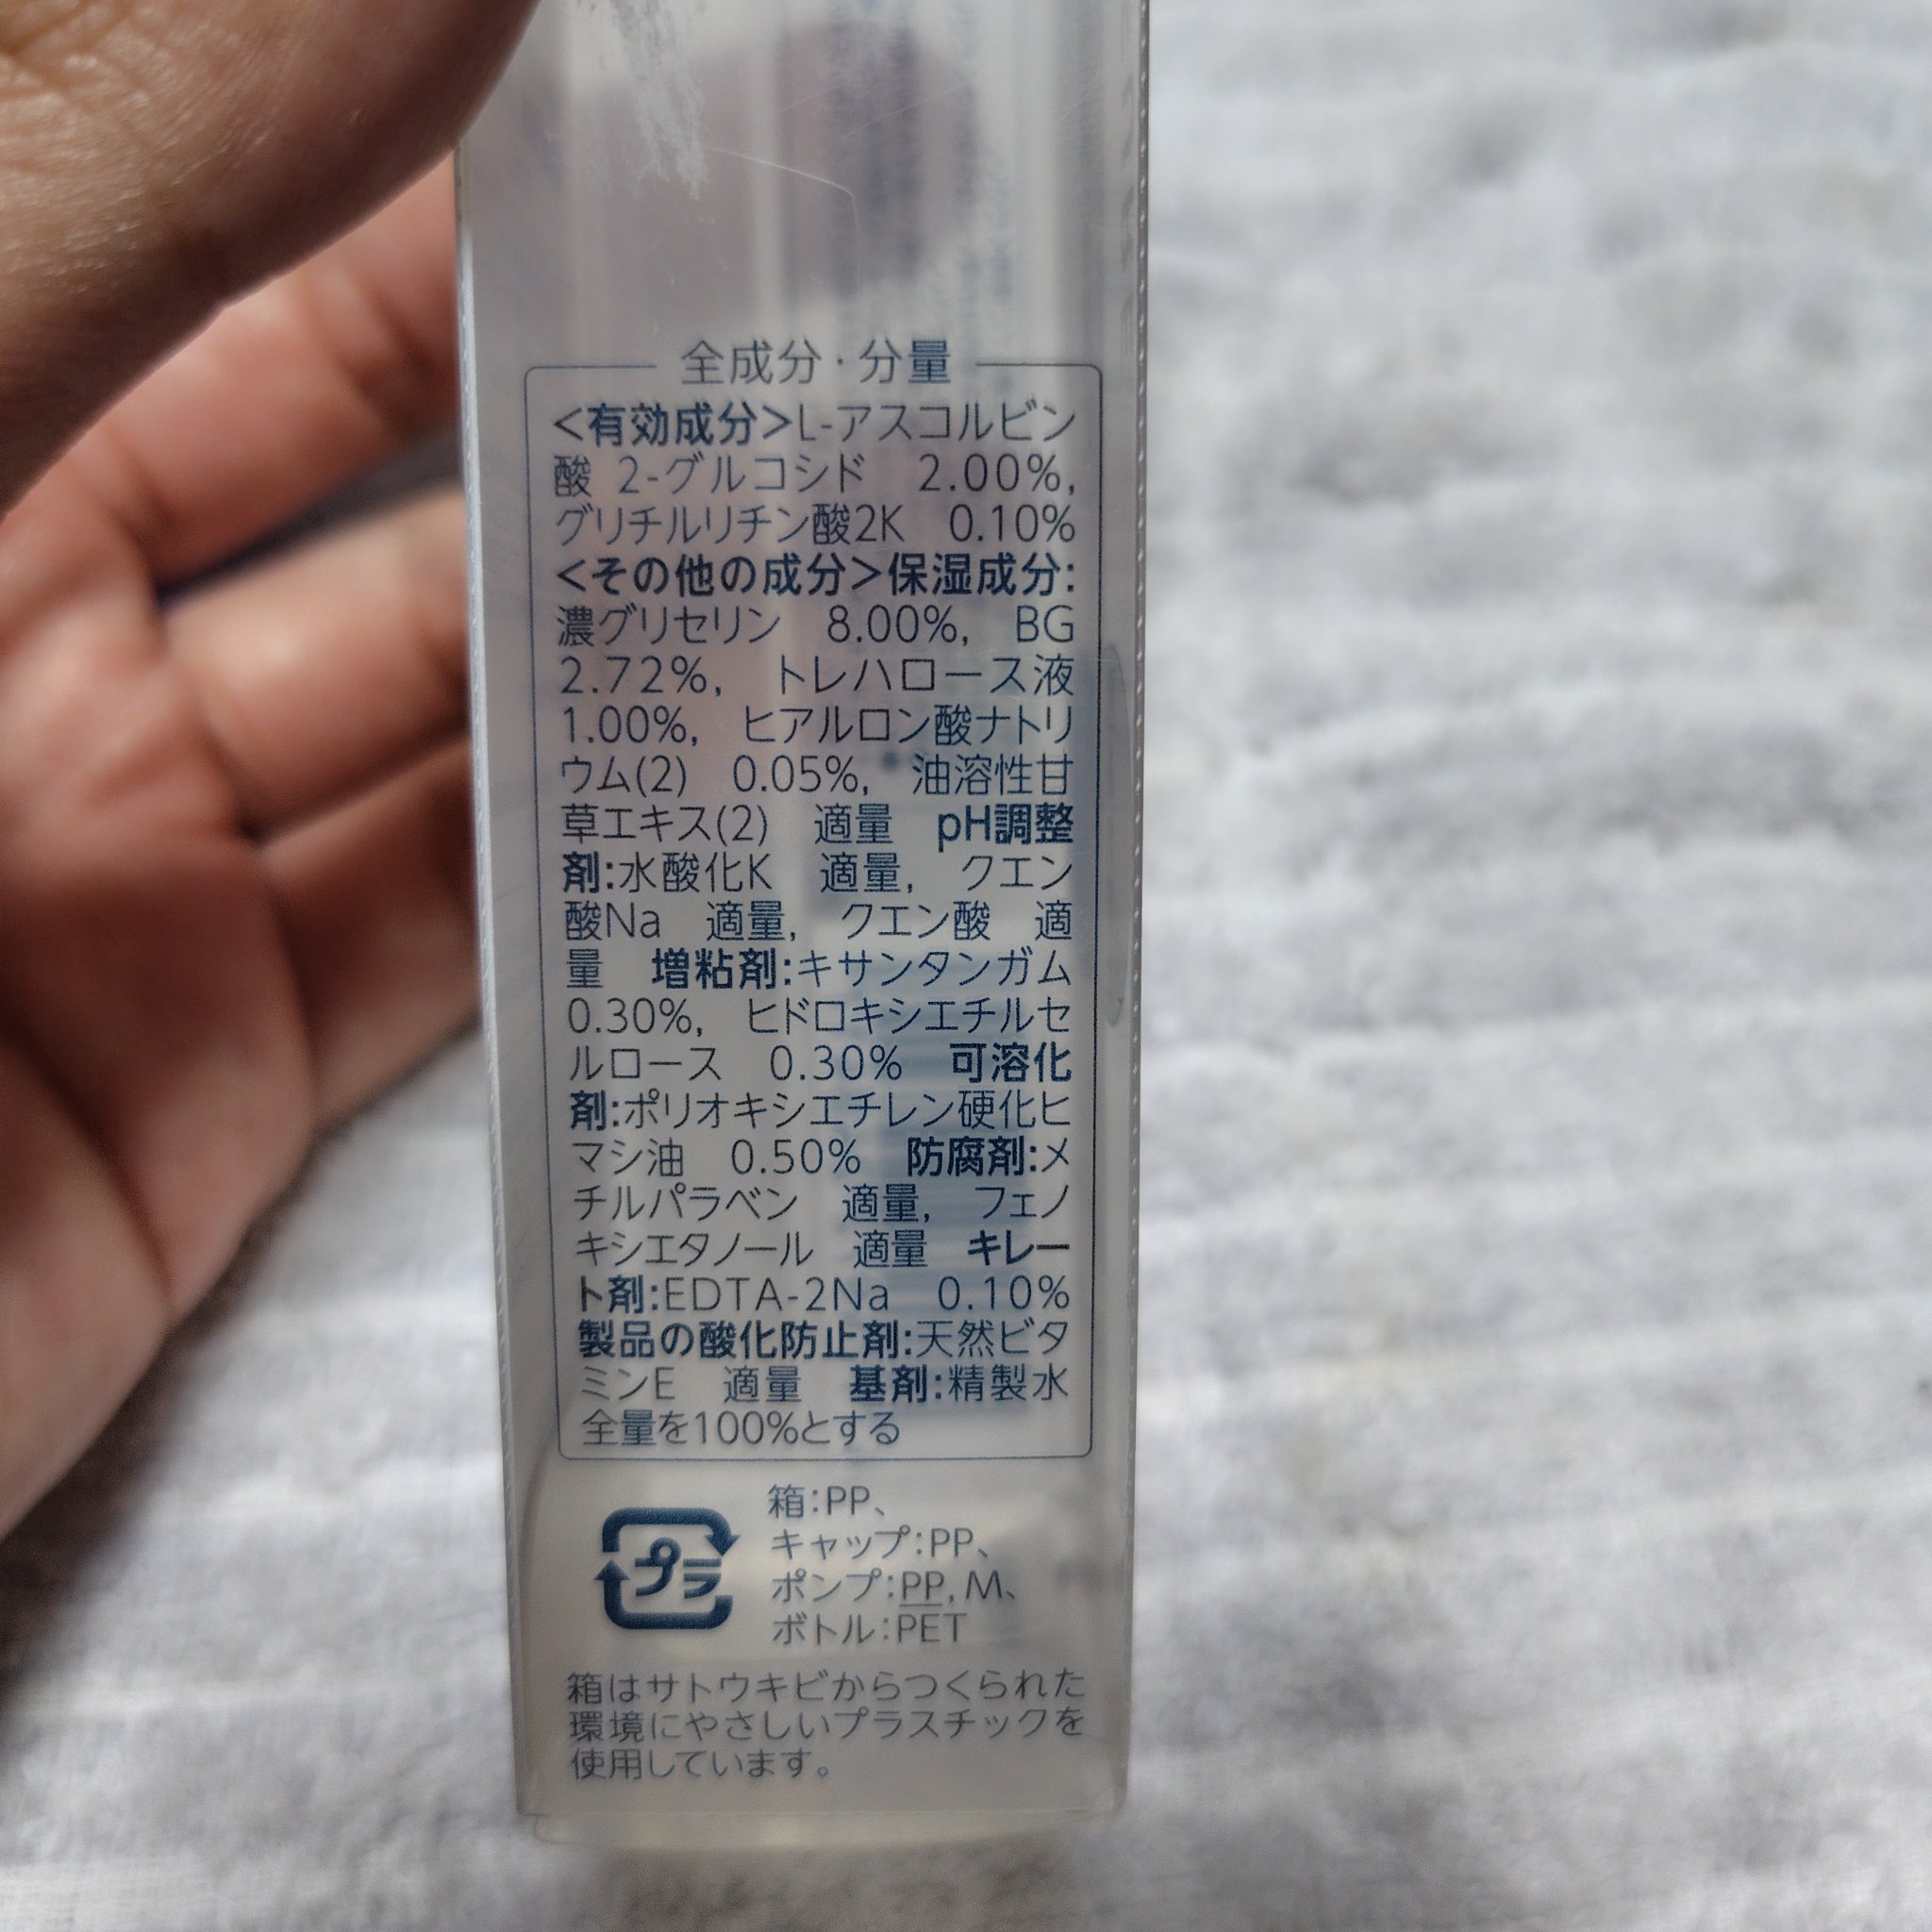 全成分・分量
<有効成分>L-アスコルビン
酸 2-グルコシド 2.00%,
グリチルリチン酸2K 0.10%
<その他の成分>保湿成分:
濃グリセリン 8.00%, BG
2.72%, トレハロース液
1.00%, ヒアルロン酸ナトリ
ウム(2) 0.05%, 油溶性甘
草エキス(2) 適量 pH調整
剤:水酸化K 適量, クエン
酸Na 適量, クエン酸 適
量 増粘剤:キサンタンガム
0.30%, ヒドロキシエチルセ
ルロース 0.30% 可溶化
剤:ポリオキシエチレン硬化ヒ
マシ油 0.50% 防腐剤:メ
チルパラベン 適量, フェノ
キシエタノール 適量 キレー
ト剤:EDTA-2Na 0.10%
製品の酸化防止剤:天然ビタ
ミンE 適量 基剤:精製水
全量を100%とする
箱:PP、
キャップ:PP、
プラ
ポンプ:PP, M、
ボトル:PET
箱はサトウキビからつくられた
環境にやさしいプラスチックを
使用しています。